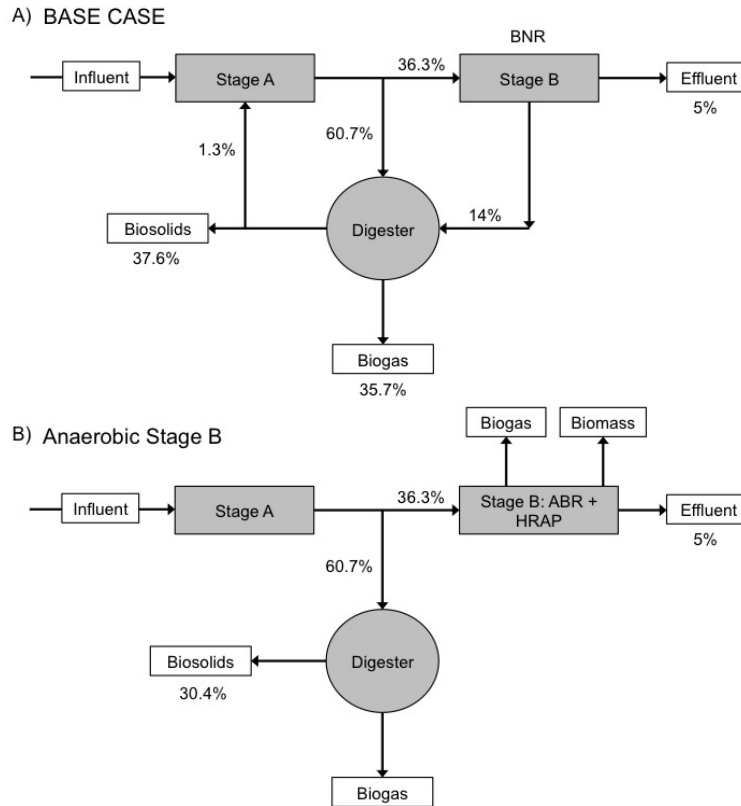 A) BASE CASE
BNR
Influent
Stage A
36.3%
Stage B
Effluent
5%
1.3%
60.7%
Biosolids
37.6%
Digester
14%
Biogas
35.7%
B) Anaerobic Stage B
Biogas
Biomass
Influent
Stage A
36.3%
Stage B: ABR +
HRAP
Effluent
5%
60.7%
Biosolids
30.4%
Digester
Biogas